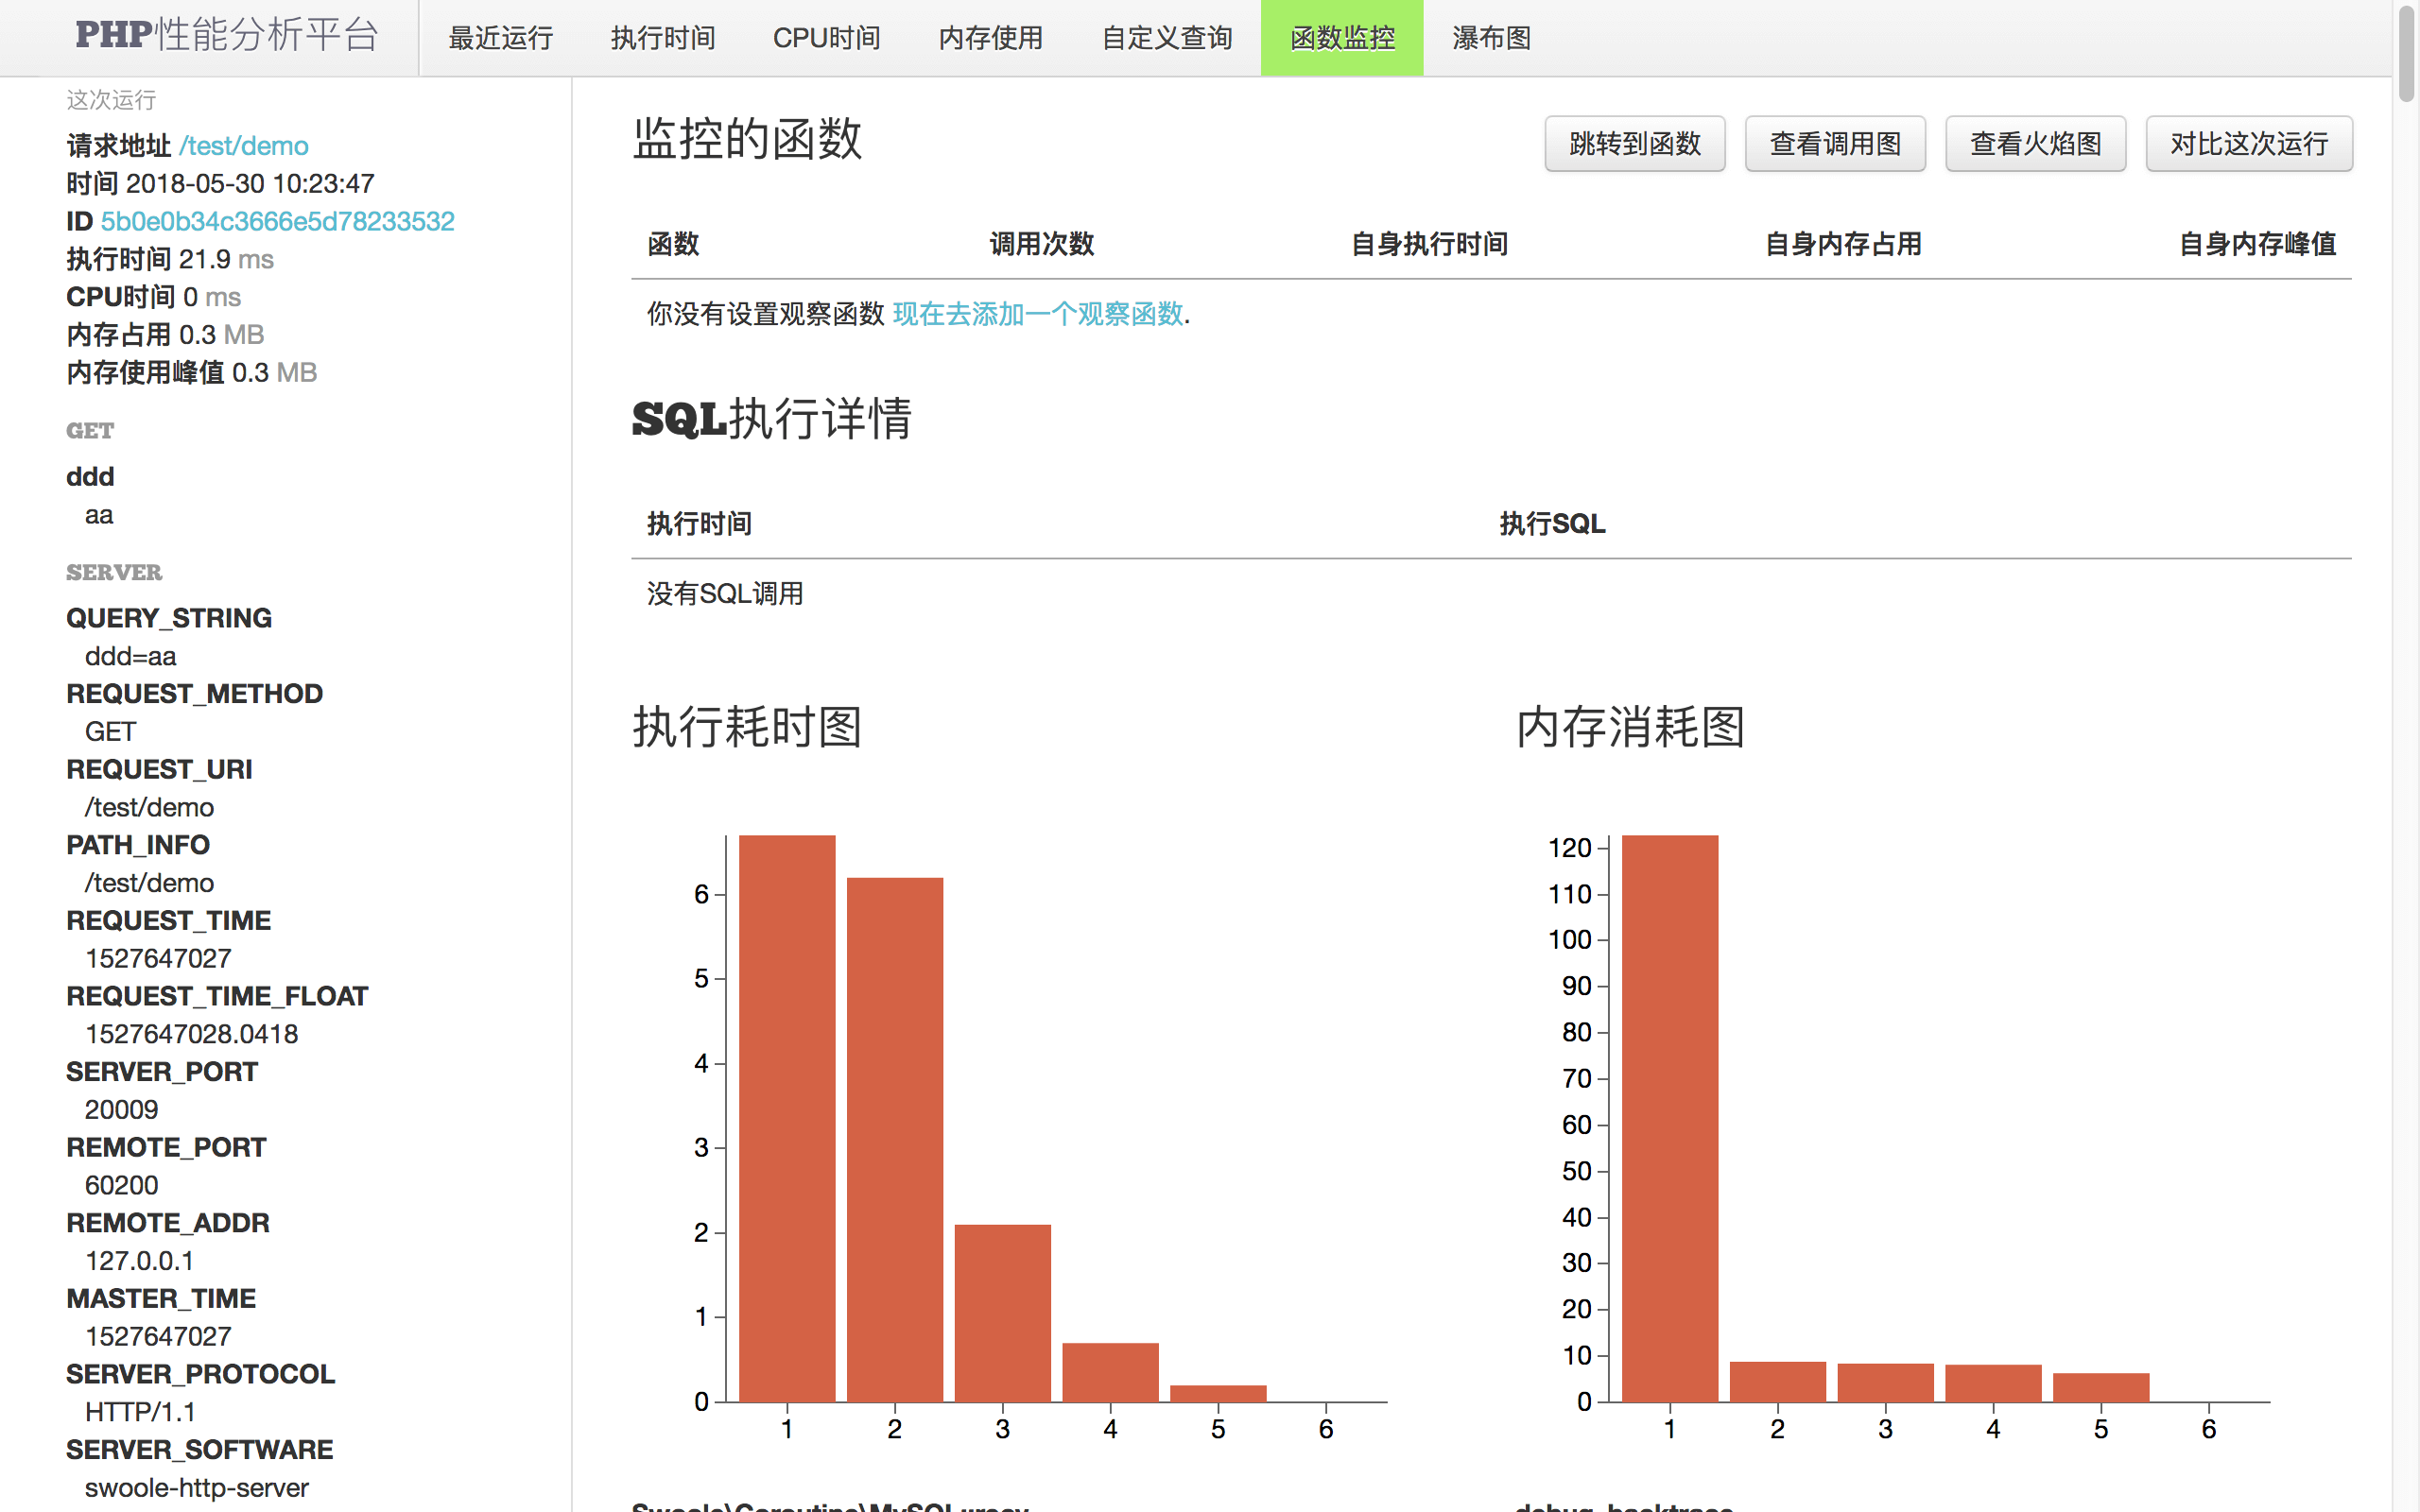 PHP性能分析平台 最近运行 执行时间 CPU时间 内存使用 自定义查询 函数监控 瀑布图
这次运行
请求地址 /test/demo
时间 2018-05-30 10:23:47
ID 5b0e0b34c3666e5d78233532
执行时间 21.9 ms
CPU时间 0 ms
内存占用 0.3 MB
内存使用峰值 0.3 MB
GET
ddd
aa
SERVER
QUERY_STRING
ddd=aa
REQUEST_METHOD
GET
REQUEST_URI
/test/demo
PATH_INFO
/test/demo
REQUEST_TIME
1527647027
REQUEST_TIME_FLOAT
1527647028.0418
SERVER_PORT
20009
REMOTE_PORT
60200
REMOTE_ADDR
127.0.0.1
MASTER_TIME
1527647027
SERVER_PROTOCOL
HTTP/1.1
SERVER_SOFTWARE
swoole-http-server
监控的函数
跳转到函数 查看调用图 查看火焰图 对比这次运行
函数 调用次数 自身执行时间 自身内存占用 自身内存峰值
你没有设置观察函数 现在去添加一个观察函数.
SQL执行详情
执行时间 执行SQL
没有SQL调用
执行耗时图
6
5
4
3
2
1
0
1 2 3 4 5 6
内存消耗图
120
110
100
90
80
70
60
50
40
30
20
10
0
1 2 3 4 5 6
debug_backtrace